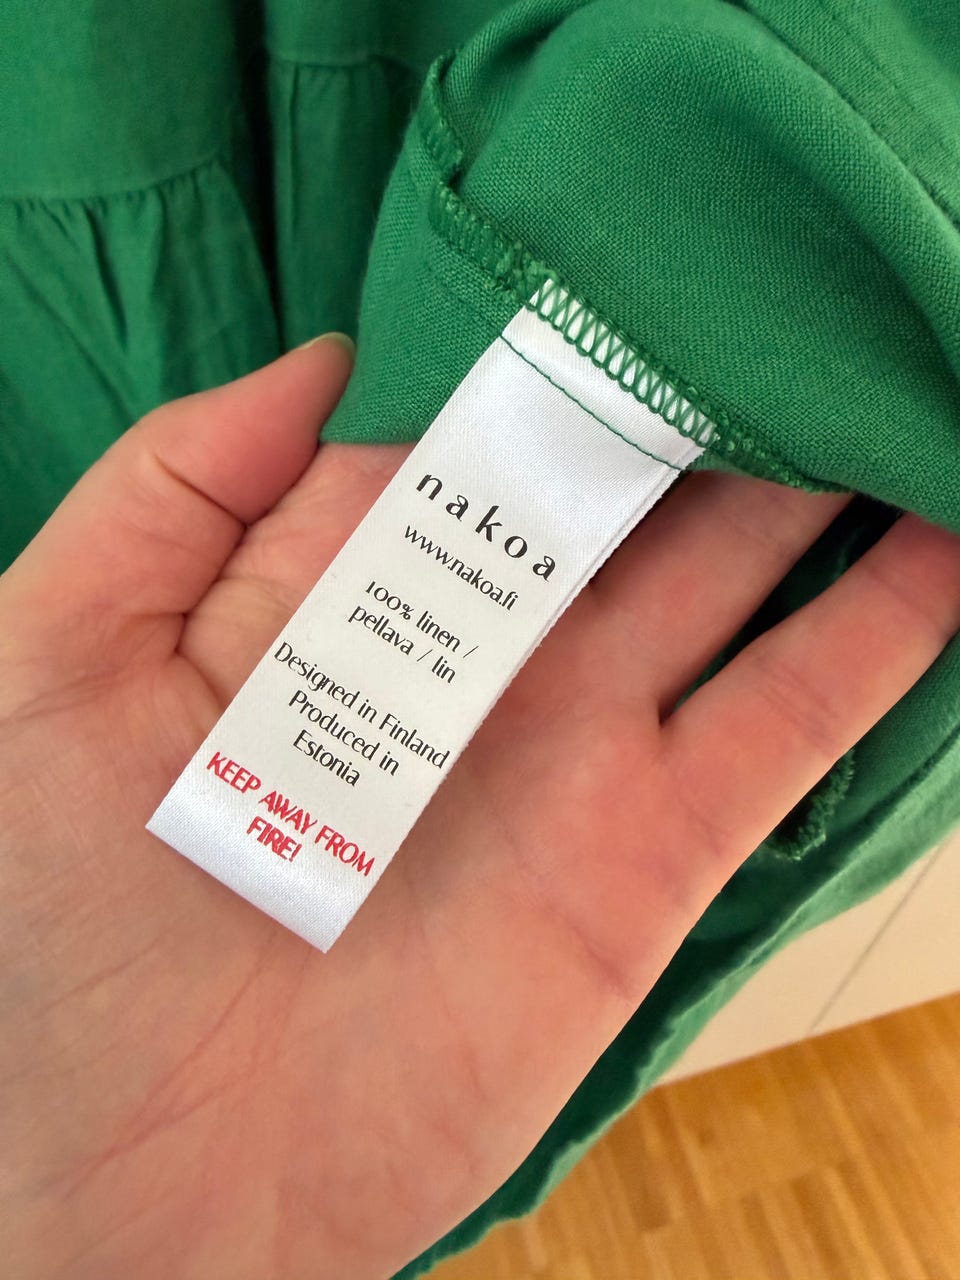 nakoa
www.nakoa.fi
100% linen /
pellava / lin
Designed in Finland
Produced in
Estonia
KEEP AWAY FROM
FIRE!